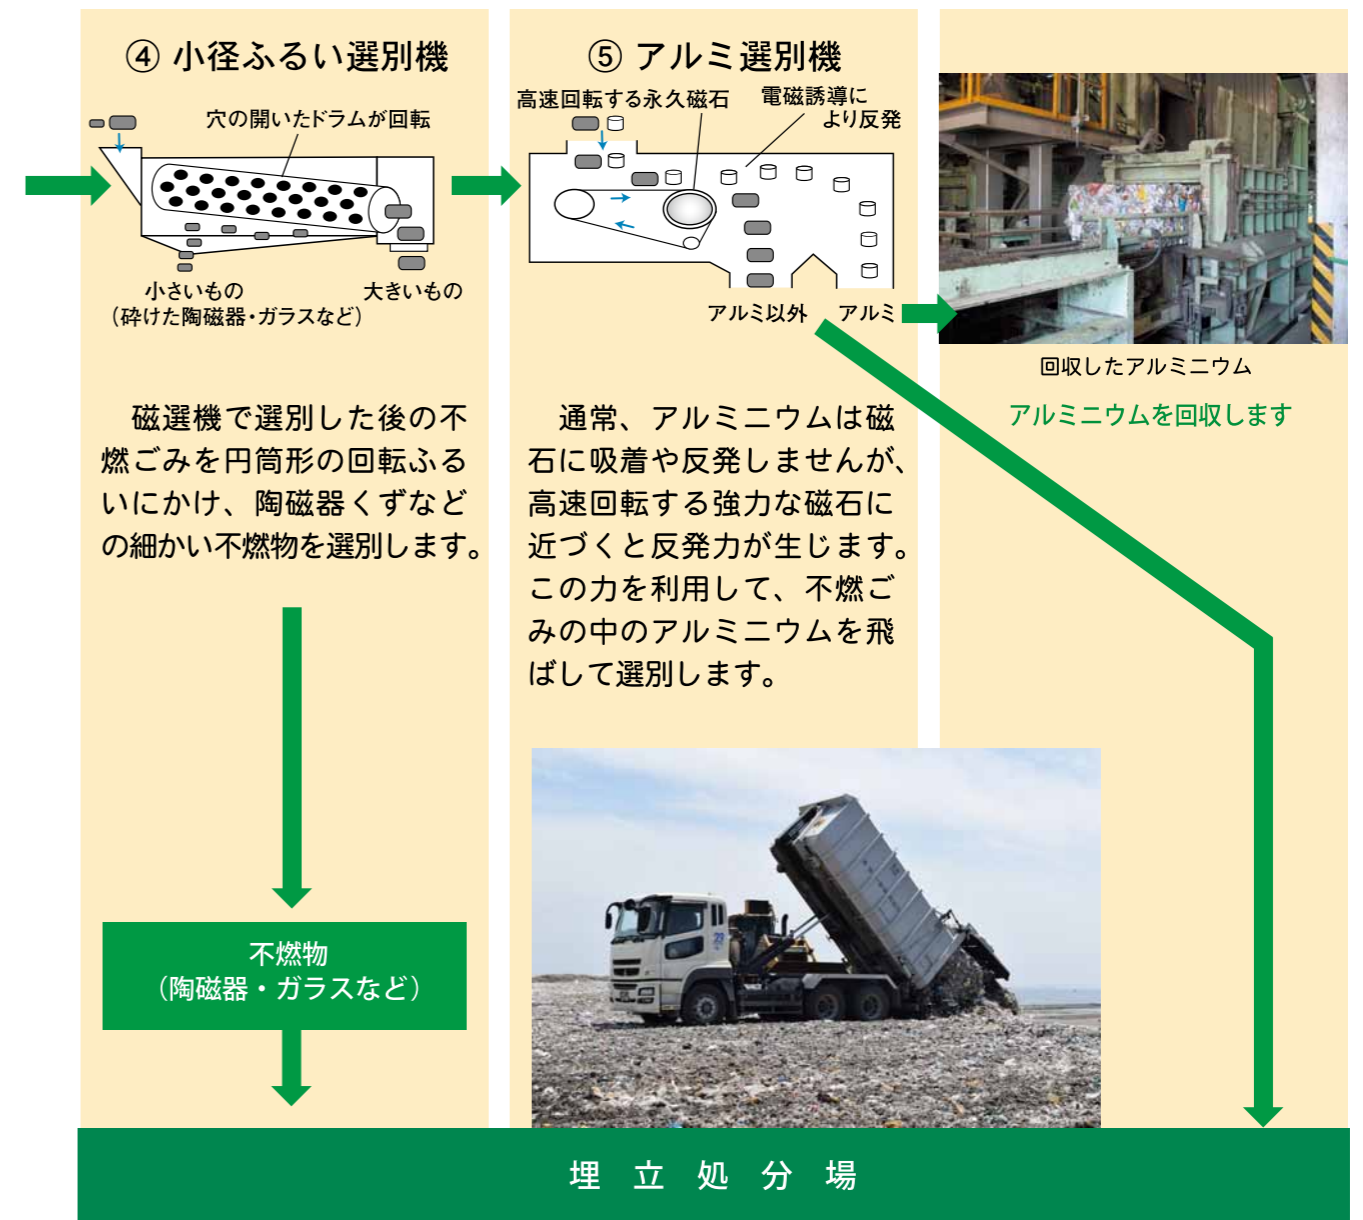 ④ 小径ふるい選別機
穴の開いたドラムが回転
小さいもの
（砕けた陶磁器・ガラスなど）
大きいもの
磁選機で選別した後の不
燃ごみを円筒形の回転ふる
いにかけ、陶磁器くずなど
の細かい不燃物を選別します。
不燃物
（陶磁器・ガラスなど）
⑤ アルミ選別機
高速回転する永久磁石
電磁誘導に
より反発
アルミ以外
アルミ
通常、アルミニウムは磁
石に吸着や反発しませんが、
高速回転する強力な磁石に
近づくと反発力が生じます。
この力を利用して、不燃ご
みの中のアルミニウムを飛
ばして選別します。
回収したアルミニウム
アルミニウムを回収します
埋立処分場